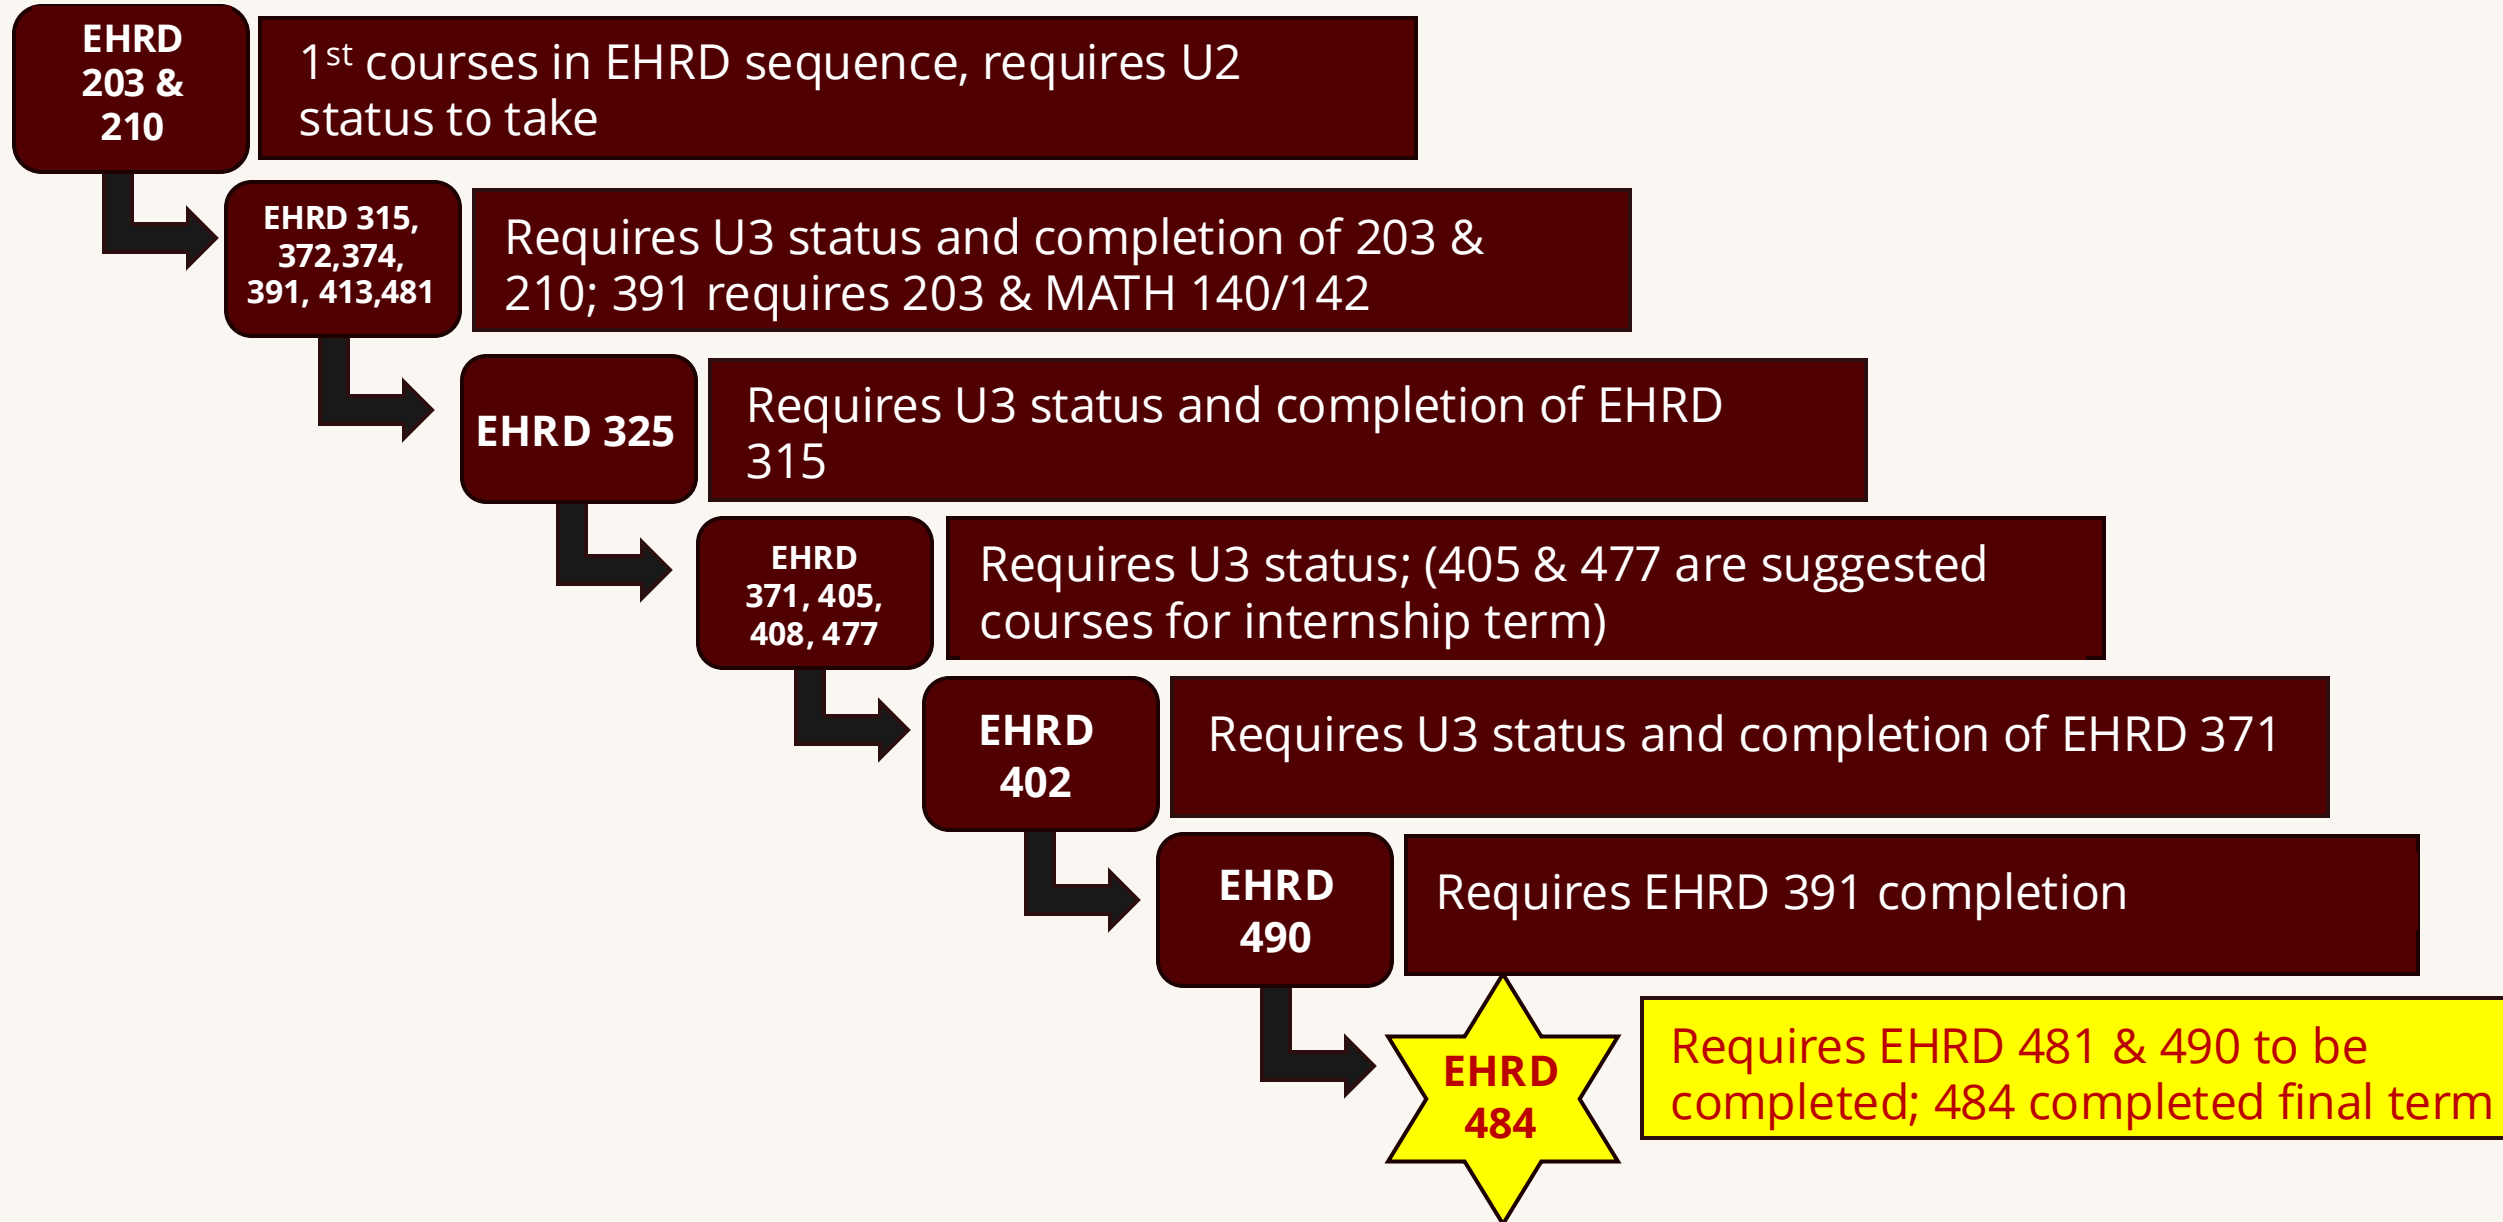 EHRD
203 &
210
1st courses in EHRD sequence, requires U2
status to take
EHRD 315,
372,374,
391, 413,481
Requires U3 status and completion of 203 &
210; 391 requires 203 & MATH 140/142
EHRD 325
Requires U3 status and completion of EHRD
315
EHRD
371, 405,
408, 477
Requires U3 status; (405 & 477 are suggested
courses for internship term)
EHRD
402
Requires U3 status and completion of EHRD 371
EHRD
490
Requires EHRD 391 completion
EHRD
484
Requires EHRD 481 & 490 to be
completed; 484 completed final term